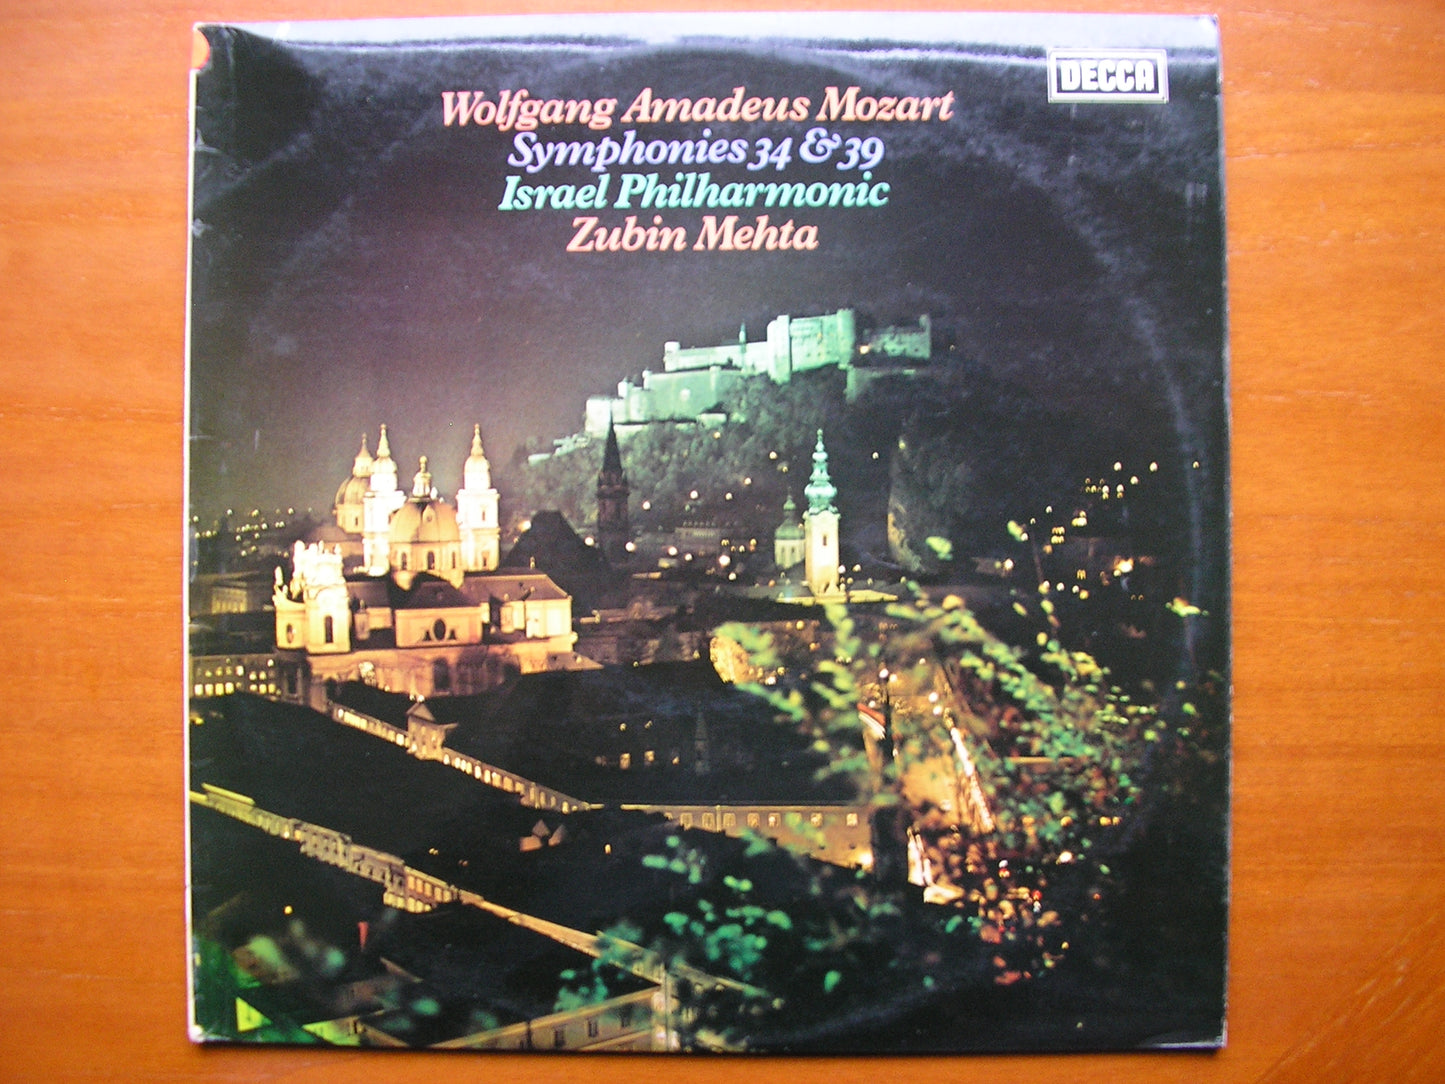 DECCA
Wolfgang Amadeus Mozart
Symphonies 34 & 39
Israel Philharmonic
Zubin Mehta